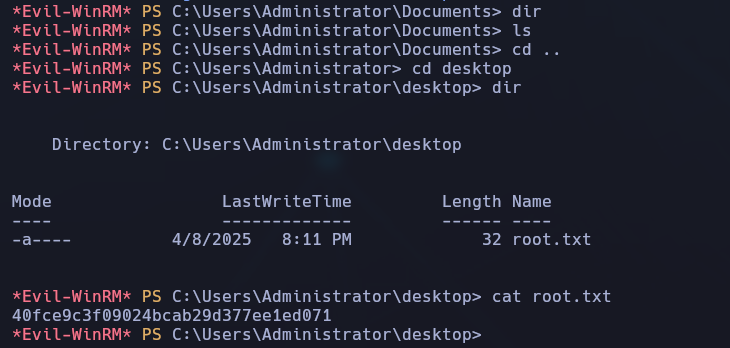 *Evil-WinRM* PS C:\Users\Administrator\Documents> dir
*Evil-WinRM* PS C:\Users\Administrator\Documents> ls
*Evil-WinRM* PS C:\Users\Administrator\Documents> cd ..
*Evil-WinRM* PS C:\Users\Administrator> cd desktop
*Evil-WinRM* PS C:\Users\Administrator\desktop> dir
Directory: C:\Users\Administrator\desktop
Mode                 LastWriteTime         Length Name
----                 -------------         ------ ----
-a----          4/8/2025   8:11 PM             32 root.txt
*Evil-WinRM* PS C:\Users\Administrator\desktop> cat root.txt
40fce9c3f09024bcab29d377ee1ed071
*Evil-WinRM* PS C:\Users\Administrator\desktop>